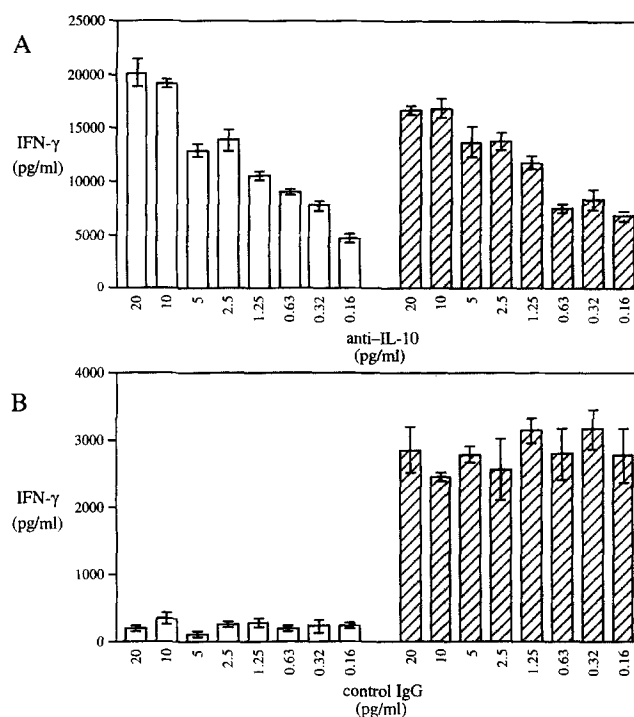 A
25000
20000
IFN-γ
15000
(pg/ml)
10000
5000
0
20 10 5 2.5 1.25 0.63 0.32 0.16 20 10 5 2.5 1.25 0.63 0.32 0.16
anti–IL-10
(pg/ml)
B
4000
3000
IFN-γ
(pg/ml)
2000
1000
0
20 10 5 2.5 1.25 0.63 0.32 0.16 20 10 5 2.5 1.25 0.63 0.32 0.16
control IgG
(pg/ml)